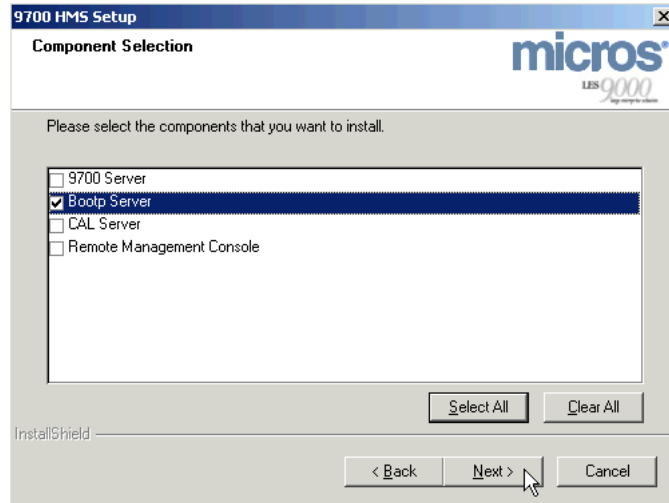 9700 HMS Setup
Component Selection
micros®
LES 9000
Please select the components that you want to install.
9700 Server
Bootp Server
CAL Server
Remote Management Console
Select All
Clear All
InstallShield
< Back
Next >
Cancel